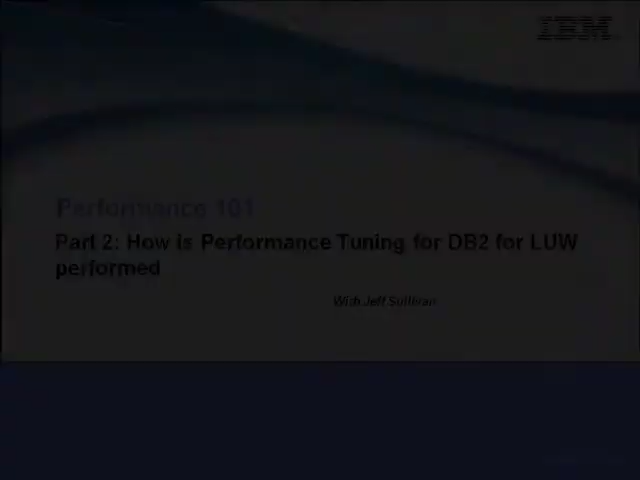 IBM
Performance 101
Part 2: How is Performance Tuning for DB2 for LUW
performed
With Jeff Sullivan